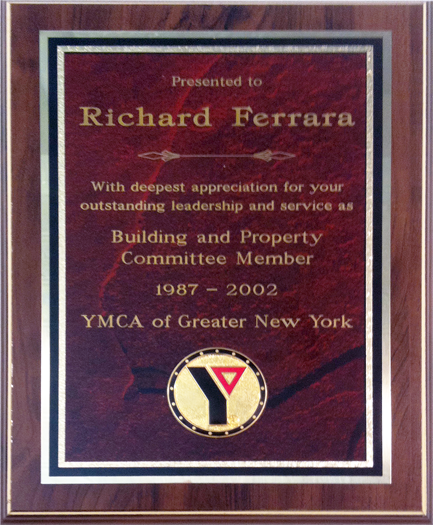 Presented to
Richard Ferrara
With deepest appreciation for your
outstanding leadership and service as
Building and Property
Committee Member
1987 – 2002
YMCA of Greater New York